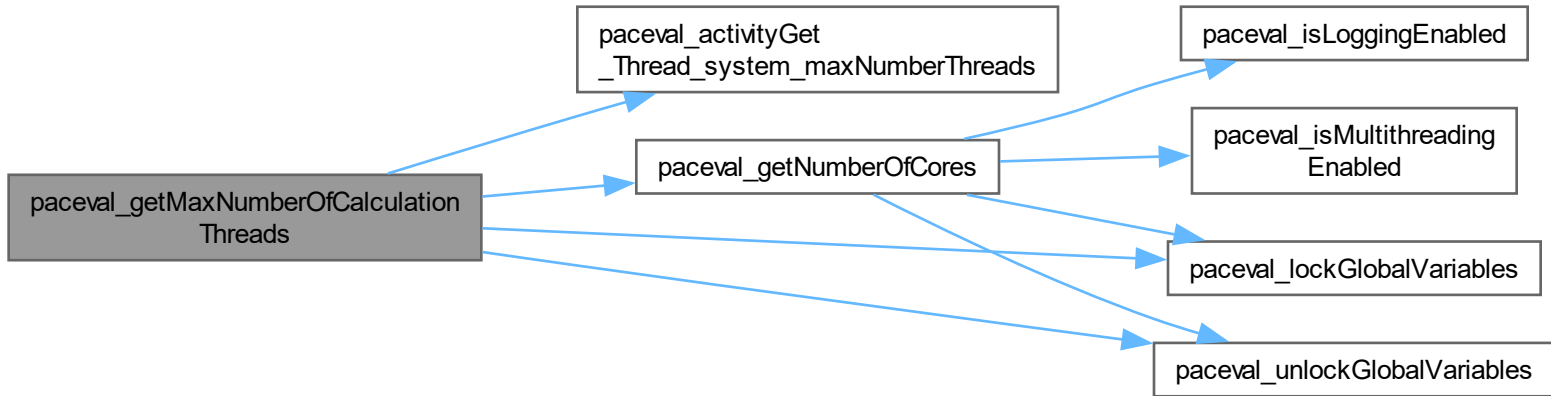 paceval_getMaxNumberOfCalculation
Threads
paceval_activityGet
_Thread_system_maxNumberThreads
paceval_getNumberOfCores
paceval_isLoggingEnabled
paceval_isMultithreading
Enabled
paceval_lockGlobalVariables
paceval_unlockGlobalVariables